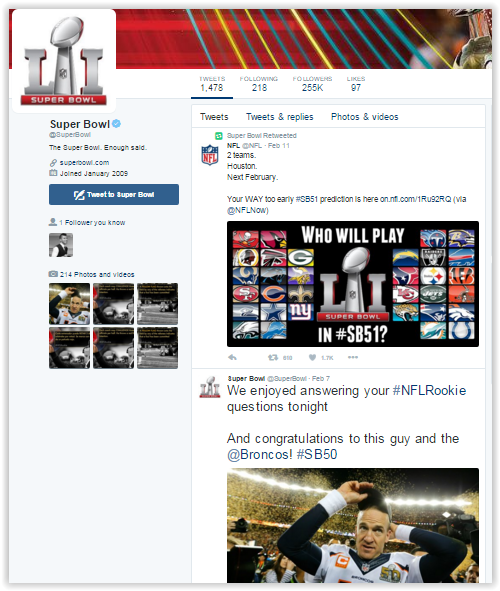 LI
SUPER BOWL
TWEETS
1,478
FOLLOWING
218
FOLLOWERS
255K
LIKES
97
Super Bowl
@SuperBowl
The Super Bowl. Enough said.
superbowl.com
Joined January 2009
Tweet to Super Bowl
1 Follower you know
214 Photos and videos
Tweets Tweets & replies Photos & videos
Super Bowl Retweeted
NFL @NFL · Feb 11
2 teams.
Houston.
Next February.
Your WAY too early #SB51 prediction is here on.nfl.com/1Ru92RQ (via
@NFLNow)
WHO WILL PLAY
LI
SUPER BOWL
IN #SB51?
819 1.7K
Super Bowl @SuperBowl · Feb 7
We enjoyed answering your #NFLRookie
questions tonight
And congratulations to this guy and the
@Broncos! #SB50